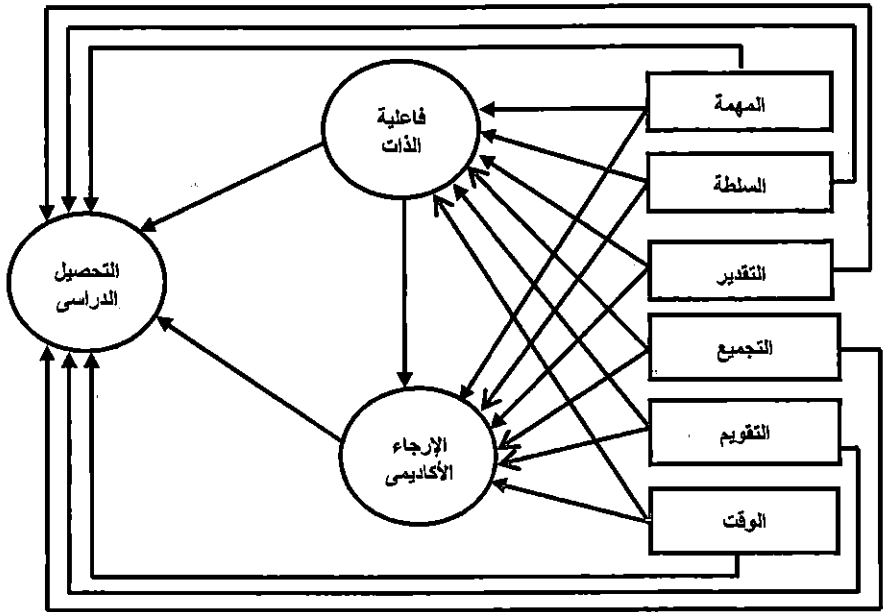 المهمة
السلطة
التقدير
التجميع
التقويم
الوقت
فاعلية
الذات
الإرجاء
الأكاديمى
التحصيل
الدراسى